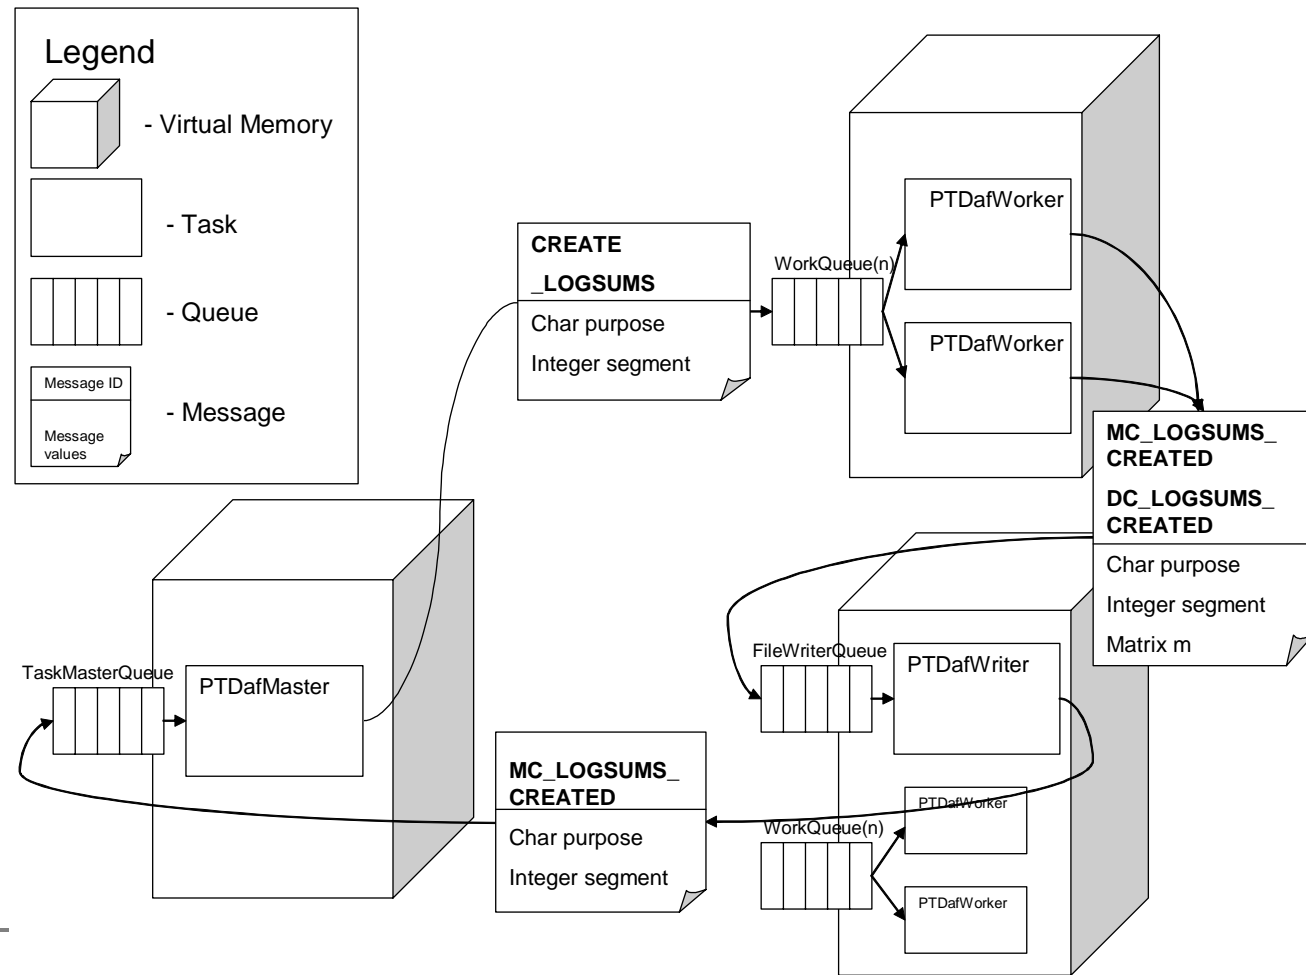 Legend
- Virtual Memory
- Task
- Queue
Message ID
Message
values
- Message
CREATE
_LOGSUMS
Char purpose
Integer segment
WorkQueue(n)
PTDafWorker
PTDafWorker
MC_LOGSUMS_
CREATED
DC_LOGSUMS_
CREATED
Char purpose
Integer segment
Matrix m
TaskMasterQueue
PTDafMaster
FileWriterQueue
PTDafWriter
MC_LOGSUMS_
CREATED
Char purpose
Integer segment
WorkQueue(n)
PTDafWorker
PTDafWorker